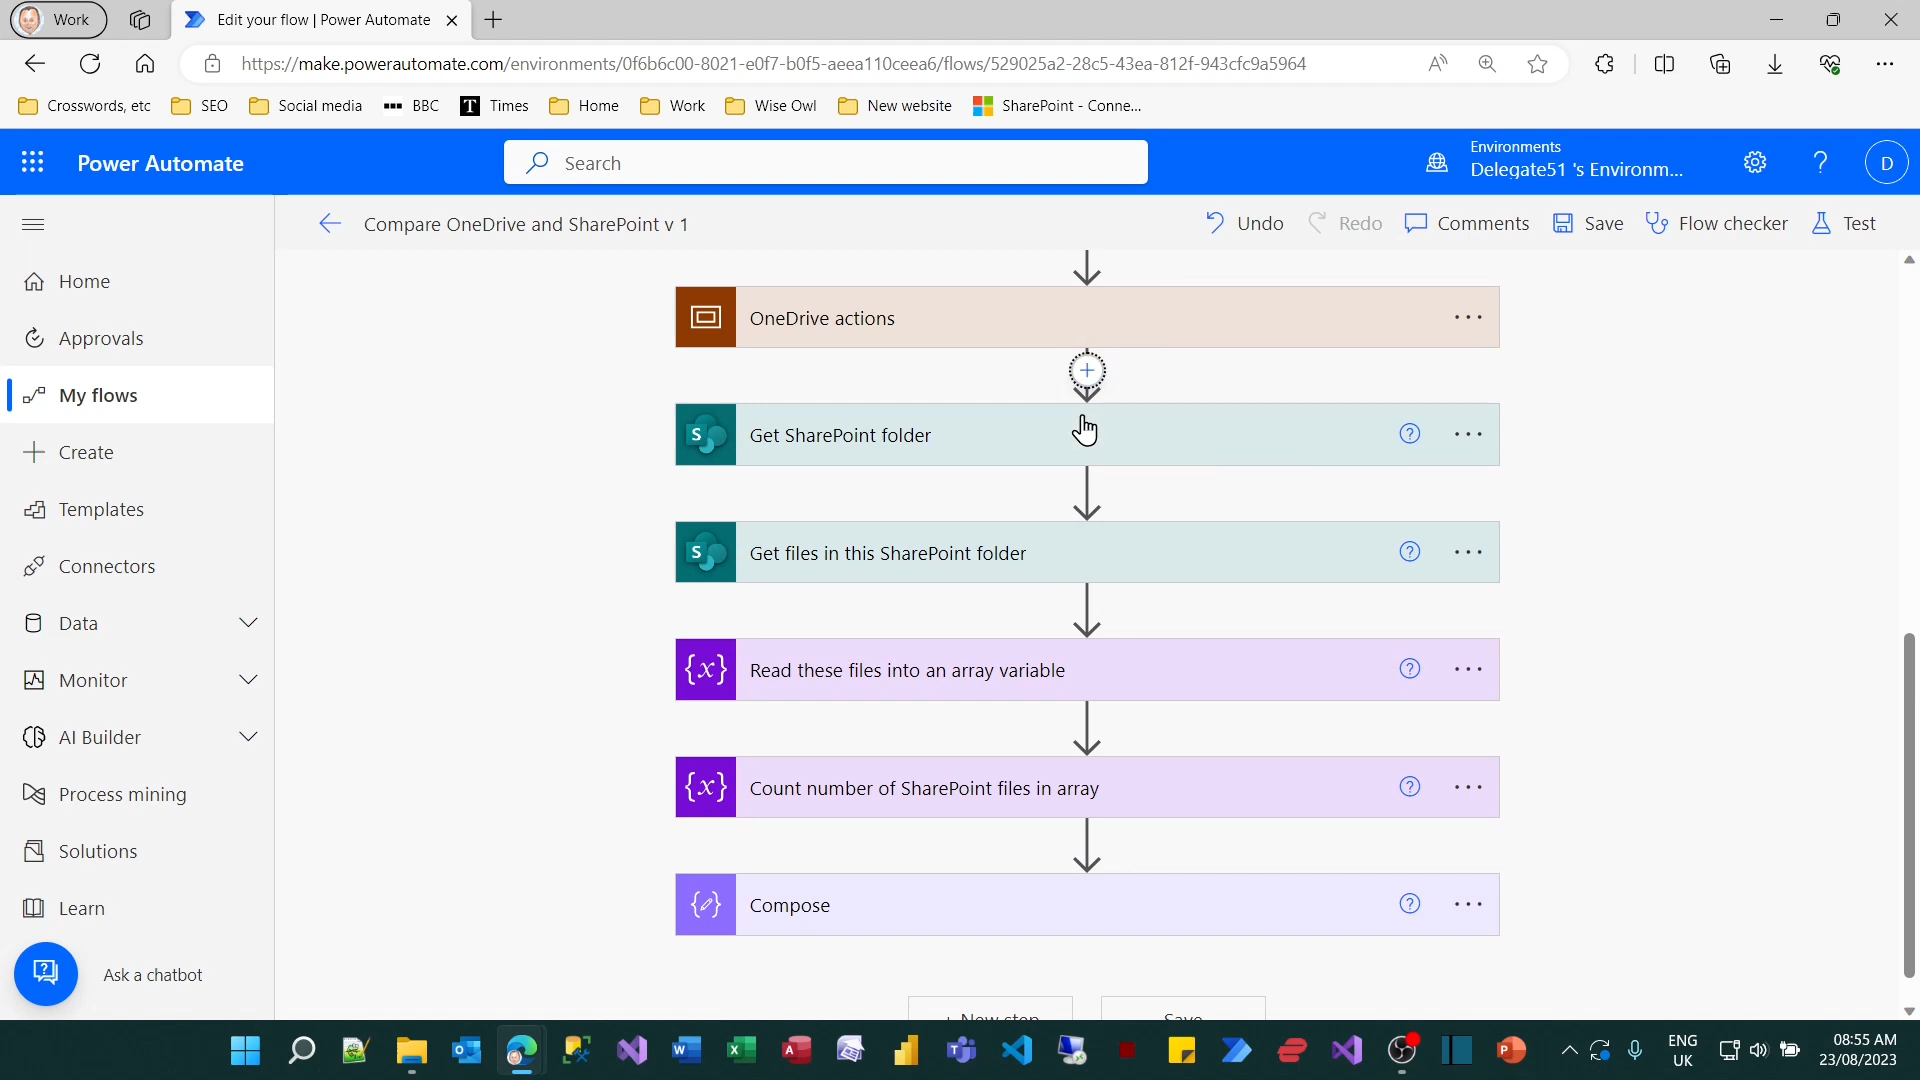 Work
Edit your flow | Power Automate
https://make.powerautomate.com/environments/0f6b6c00-8021-e0f7-b0f5-aeea110ceea6/flows/529025a2-28c5-43ea-812f-943cfc9a5964
Crosswords, etc
SEO
Social media
BBC
T Times
Home
Work
Wise Owl
New website
SharePoint - Conne...
Power Automate
Search
Environments
Delegate51 's Environm...
?
D
Compare OneDrive and SharePoint v 1
Undo
Redo
Comments
Save
Flow checker
Test
Home
Approvals
My flows
Create
Templates
Connectors
Data
Monitor
AI Builder
Process mining
Solutions
Learn
Ask a chatbot
OneDrive actions
S Get SharePoint folder ?
S Get files in this SharePoint folder ?
{x} Read these files into an array variable ?
{x} Count number of SharePoint files in array ?
Compose ?
+ New step
Save
ENG
UK
08:55 AM
23/08/2023